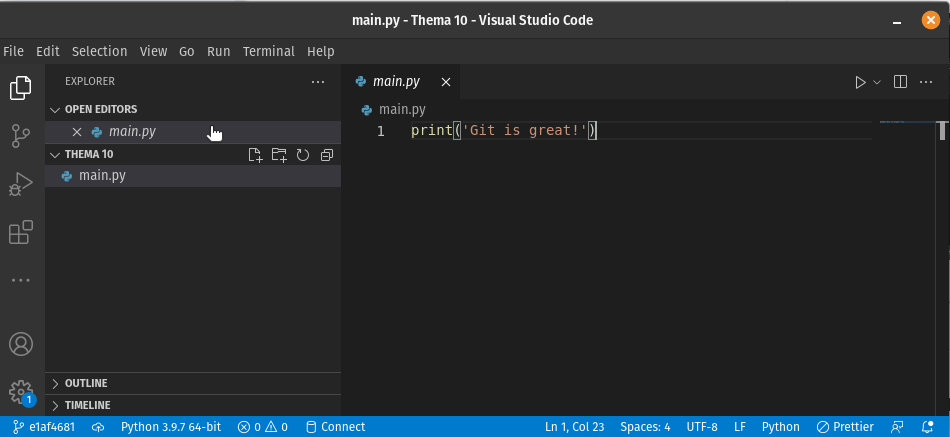 main.py - Thema 10 - Visual Studio Code
File Edit Selection View Go Run Terminal Help
EXPLORER
OPEN EDITORS
main.py
THEMA 10
main.py
OUTLINE
TIMELINE
main.py
main.py
1 print('Git is great!')
1
e1af4681 Python 3.9.7 64-bit 0 0 Connect Ln 1, Col 23 Spaces: 4 UTF-8 LF Python Prettier